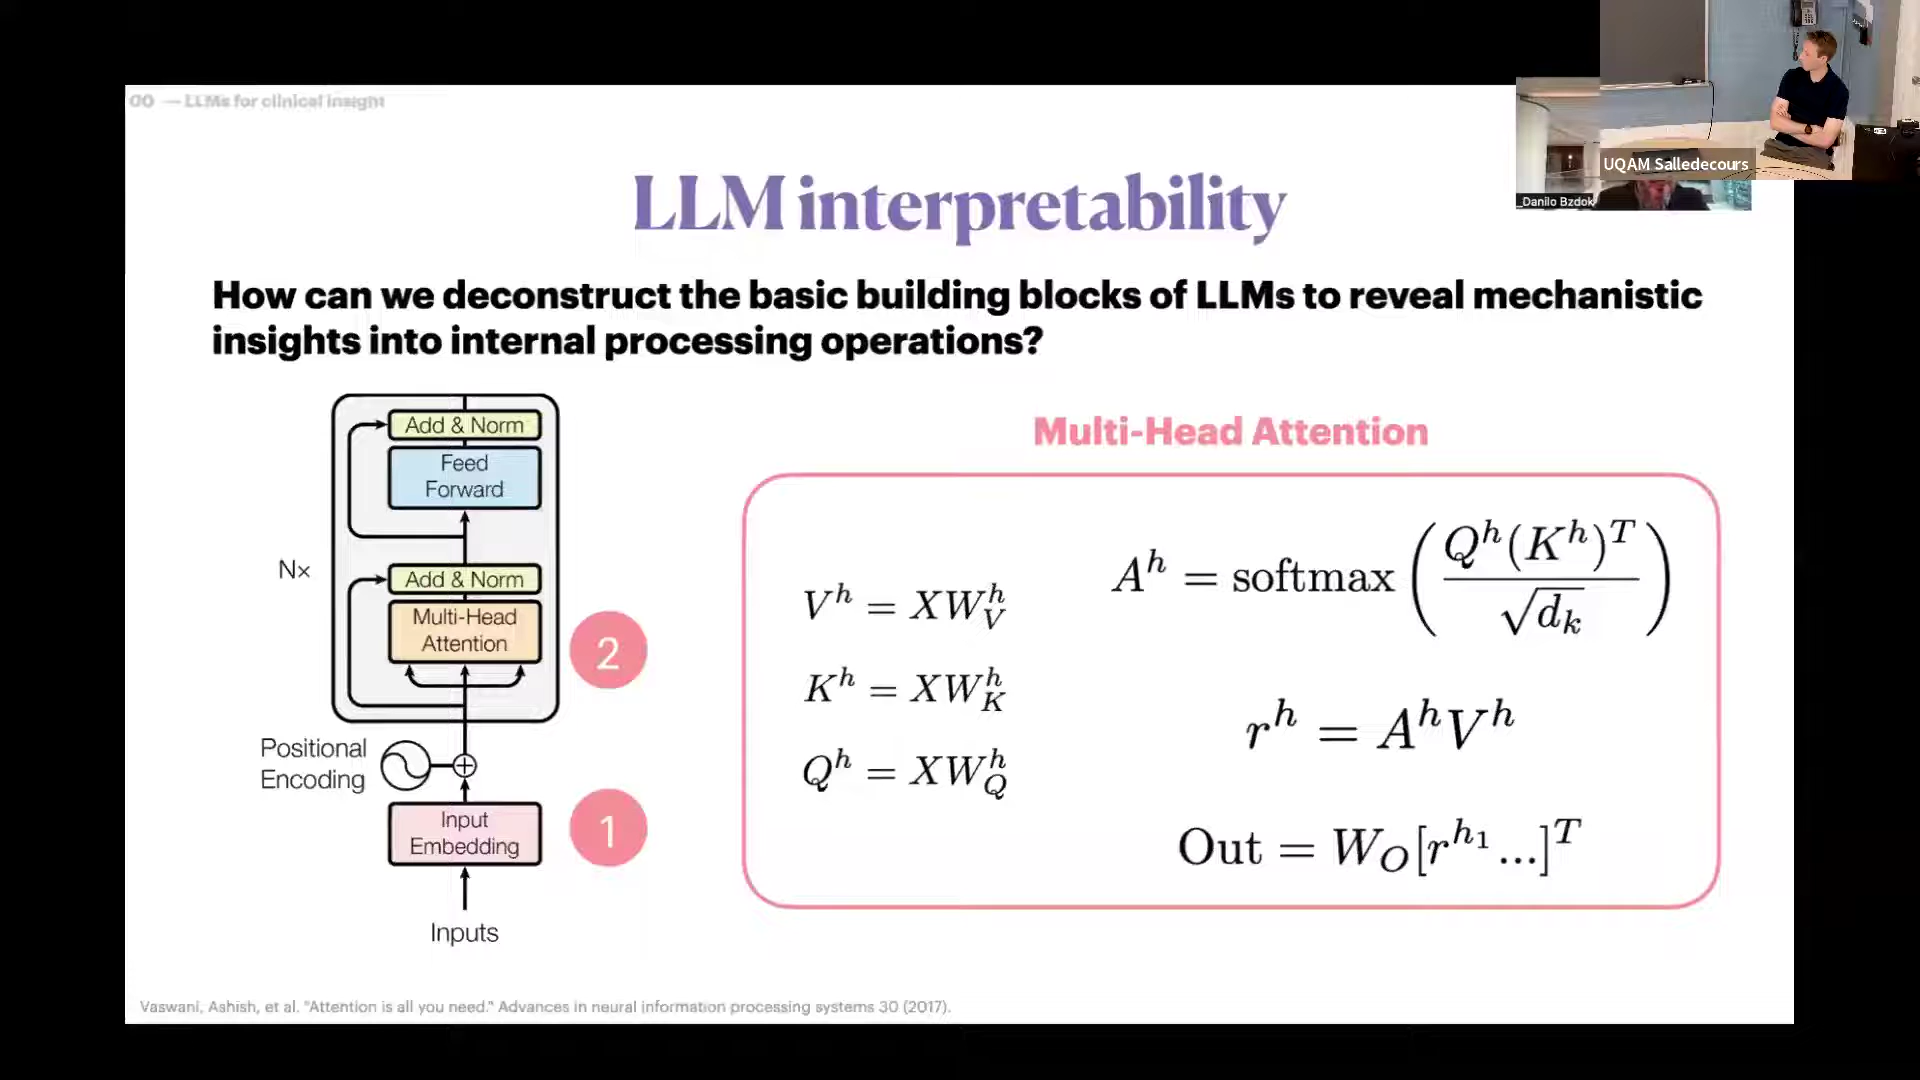 00 — LLMs for clinical insight
UQAM Salledecours
Danilo Bzdok
LLM interpretability
How can we deconstruct the basic building blocks of LLMs to reveal mechanistic
insights into internal processing operations?
Add & Norm
Feed
Forward
Nx
Add & Norm
Multi-Head
Attention
2
Positional
Encoding
Input
Embedding
1
Inputs
Multi-Head Attention
V^h = XW_V^h
K^h = XW_K^h
Q^h = XW_Q^h
A^h = softmax(Q^h(K^h)^T / √d_k)
r^h = A^hV^h
Out = W_O[r^{h_1} ...]^T
Vaswani, Ashish, et al. "Attention is all you need." Advances in neural information processing systems 30 (2017).